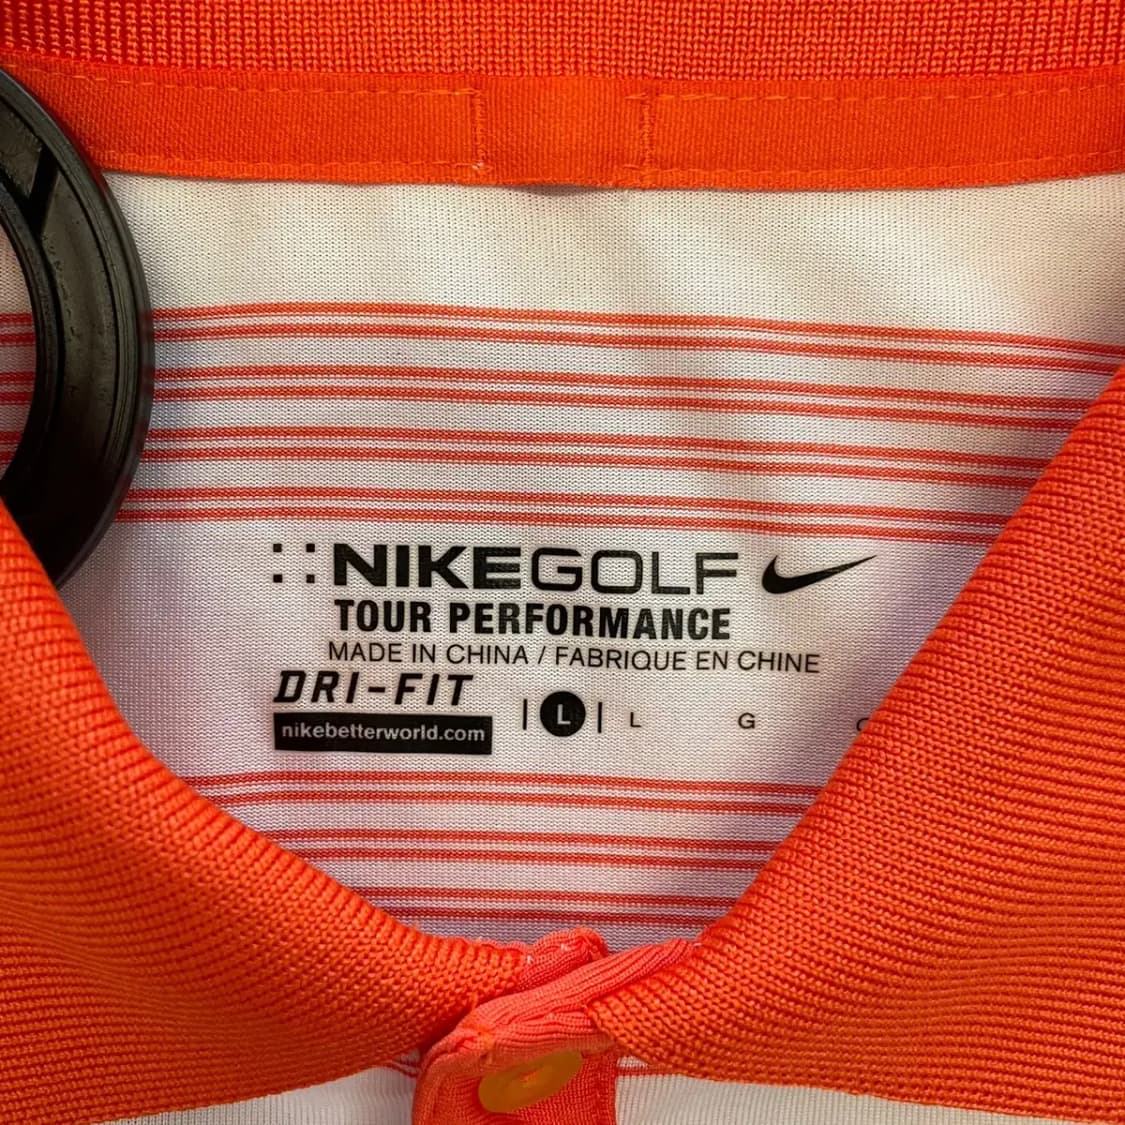 NIKEGOLF
TOUR PERFORMANCE
MADE IN CHINA / FABRIQUE EN CHINE
DRI-FIT
nikebetterworld.com
| L | L G